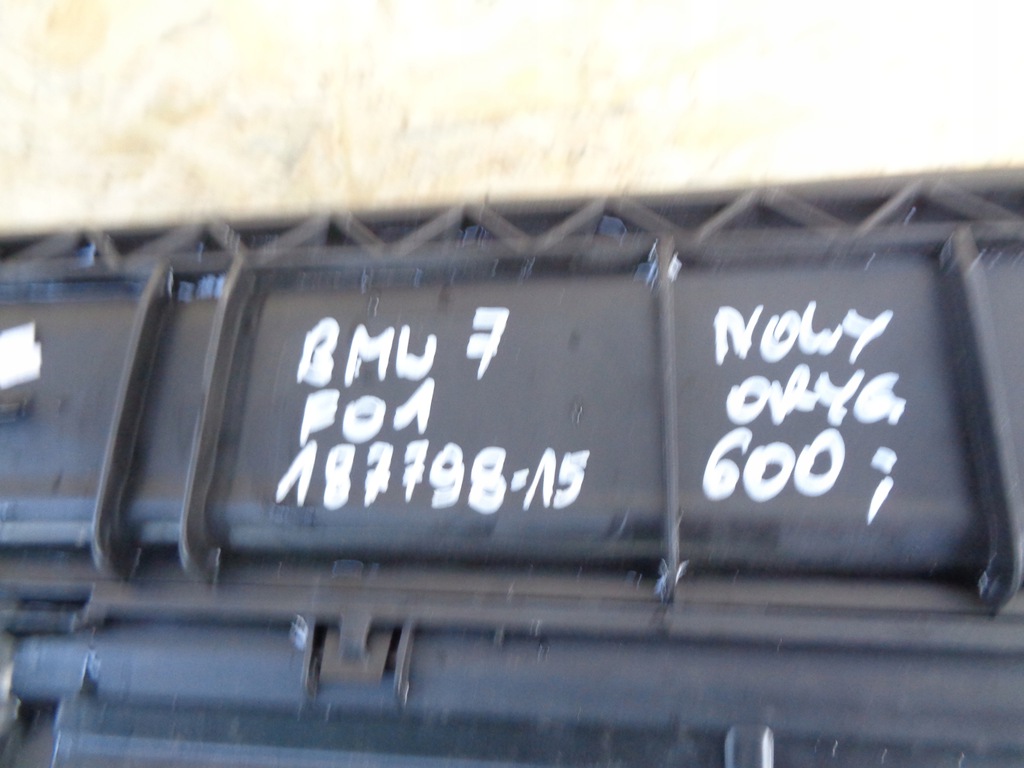 BMW 7
F01
187798-15
NOWY
ORYG.
600;